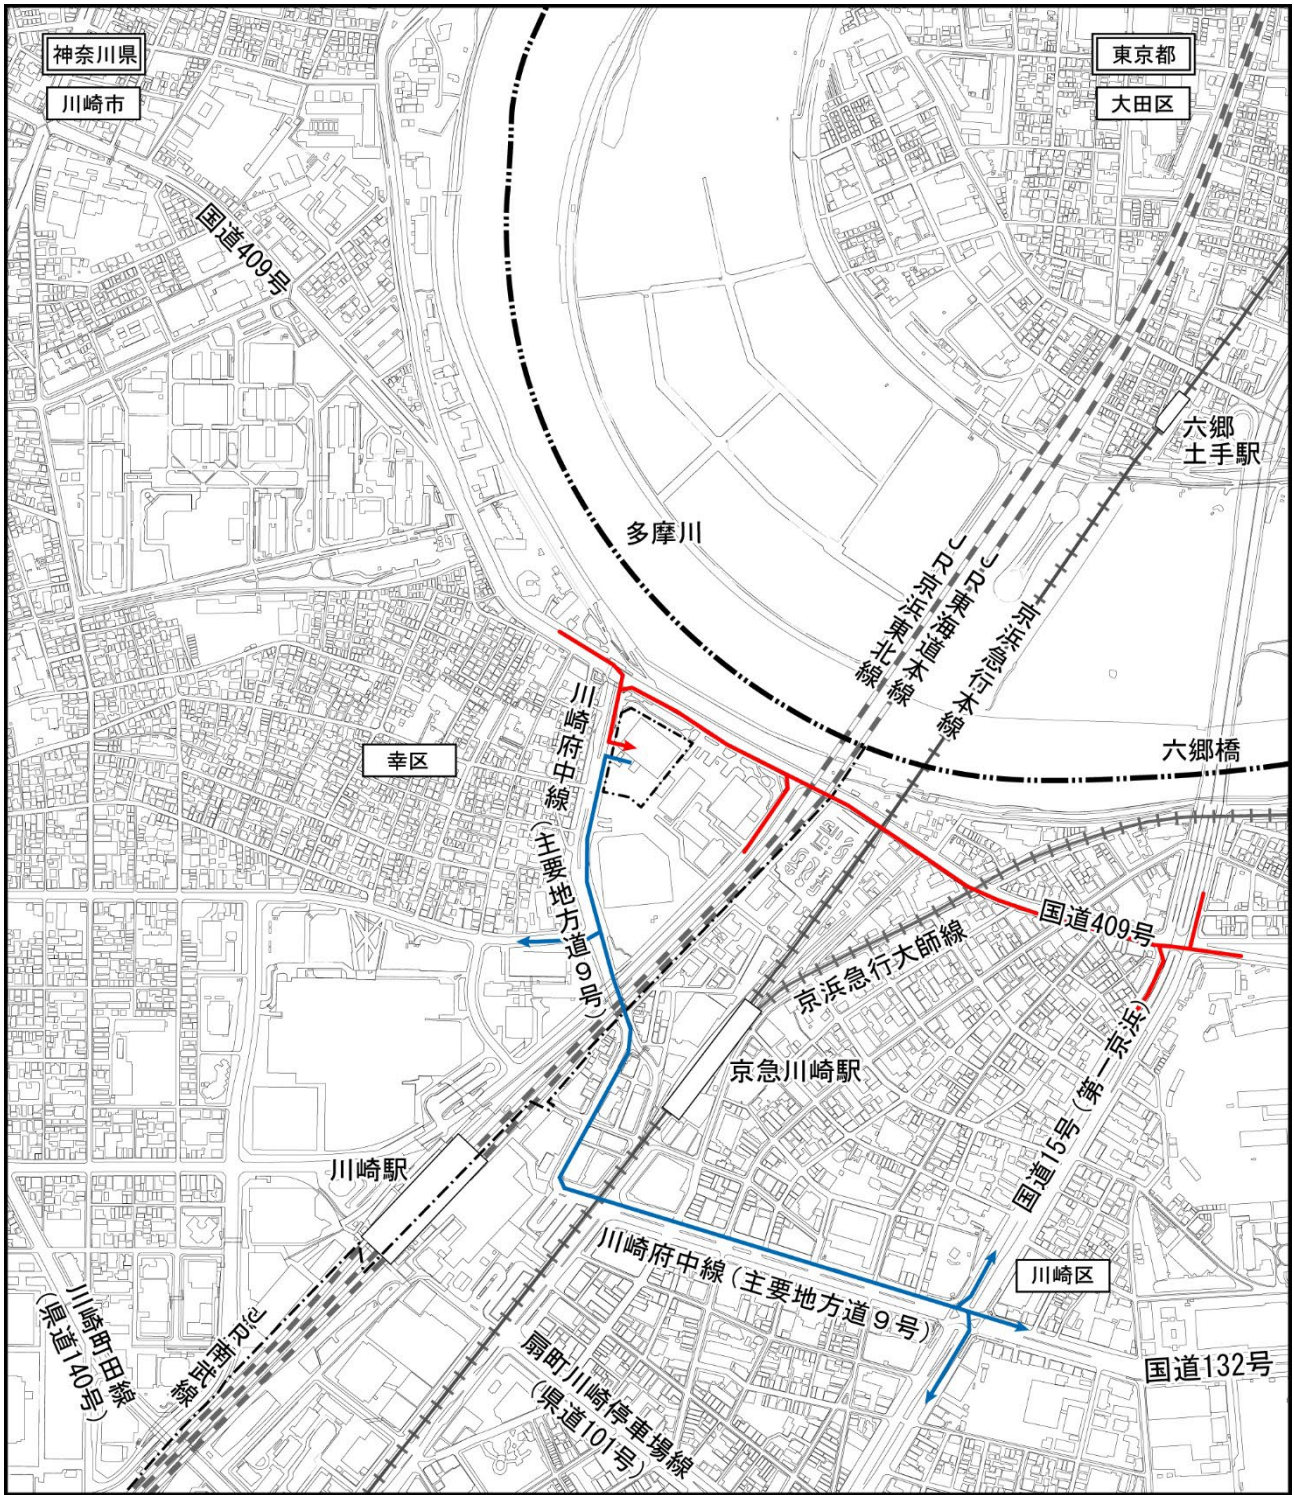 神奈川県
東京都
川崎市
大田区
国道409号
六郷
土手駅
多摩川
JR京浜東北線
JR東海道本線
京浜急行本線
川崎府中線(主要地方道9号)
幸区
六郷橋
国道409号
京浜急行大師線
国道15号(第一京浜)
京急川崎駅
川崎駅
川崎府中線(主要地方道9号)
川崎区
川崎町田線
(県道140号)
JR南武線
扇町川崎停車場線
(県道101号)
国道132号